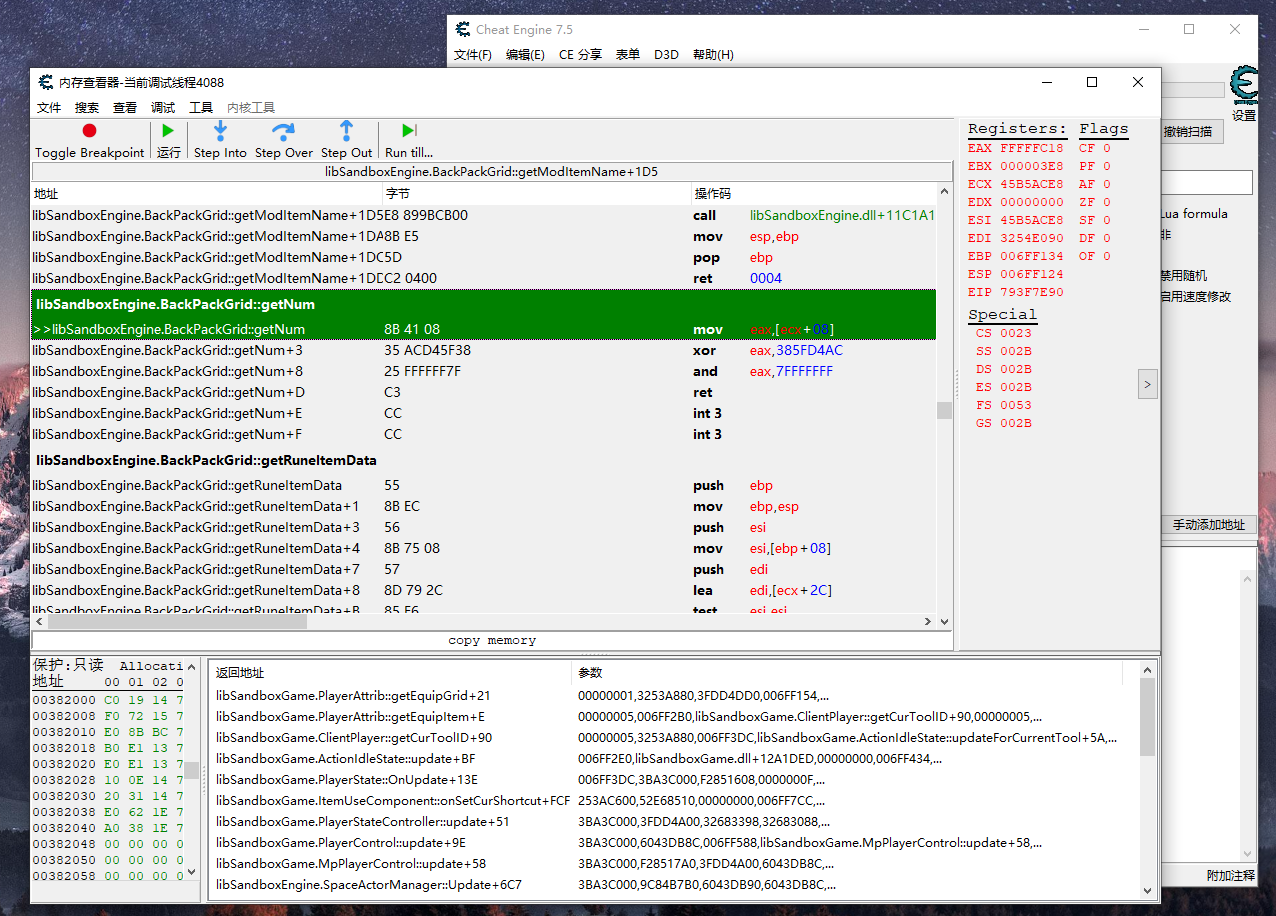 Cheat Engine 7.5
文件(F) 编辑(E) CE 分享 表单 D3D 帮助(H)
设置
撤销扫描
Lua formula
非
禁用随机
启用速度修改
手动添加地址
附加注释
内存查看器-当前调试线程4088
文件 搜索 查看 调试 工具 内核工具
Toggle Breakpoint 运行 Step Into Step Over Step Out Run till...
libSandboxEngine.BackPackGrid::getModItemName+1D5
地址 字节 操作码
libSandboxEngine.BackPackGrid::getModItemName+1D5E8 899BCB00 call libSandboxEngine.dll+11C1A1
libSandboxEngine.BackPackGrid::getModItemName+1DA8B E5 mov esp,ebp
libSandboxEngine.BackPackGrid::getModItemName+1DC5D pop ebp
libSandboxEngine.BackPackGrid::getModItemName+1DEC2 0400 ret 0004
libSandboxEngine.BackPackGrid::getNum
>>libSandboxEngine.BackPackGrid::getNum 8B 41 08 mov eax,[ecx+08]
libSandboxEngine.BackPackGrid::getNum+3 35 ACD45F38 xor eax,385FD4AC
libSandboxEngine.BackPackGrid::getNum+8 25 FFFFFF7F and eax,7FFFFFFF
libSandboxEngine.BackPackGrid::getNum+D C3 ret
libSandboxEngine.BackPackGrid::getNum+E CC int 3
libSandboxEngine.BackPackGrid::getNum+F CC int 3
libSandboxEngine.BackPackGrid::getRuneItemData
libSandboxEngine.BackPackGrid::getRuneItemData 55 push ebp
libSandboxEngine.BackPackGrid::getRuneItemData+1 8B EC mov ebp,esp
libSandboxEngine.BackPackGrid::getRuneItemData+3 56 push esi
libSandboxEngine.BackPackGrid::getRuneItemData+4 8B 75 08 mov esi,[ebp+08]
libSandboxEngine.BackPackGrid::getRuneItemData+7 57 push edi
libSandboxEngine.BackPackGrid::getRuneItemData+8 8D 79 2C lea edi,[ecx+2C]
libSandboxEngine.BackPackGrid::getRuneItemData+B 85 F6 test esi,esi
copy memory
Registers: Flags
EAX FFFFFC18 CF 0
EBX 000003E8 PF 0
ECX 45B5ACE8 AF 0
EDX 00000000 ZF 0
ESI 45B5ACE8 SF 0
EDI 3254E090 DF 0
EBP 006FF134 OF 0
ESP 006FF124
EIP 793F7E90
Special
CS 0023
SS 002B
DS 002B
ES 002B
FS 0053
GS 002B
>
保护:只读 Allocati
地址 00 01 02 0
00382000 C0 19 14 7
00382008 F0 72 15 7
00382010 E0 8B BC 7
00382018 B0 E1 13 7
00382020 E0 E1 13 7
00382028 10 0E 14 7
00382030 20 31 14 7
00382038 E0 62 1E 7
00382040 A0 38 1E 7
00382048 00 00 00 0
00382050 00 00 00 0
00382058 00 00 00 0
返回地址 参数
libSandboxGame.PlayerAttrib::getEquipGrid+21 00000001,3253A880,3FDD4DD0,006FF154,...
libSandboxGame.PlayerAttrib::getEquipItem+E 00000005,006FF2B0,libSandboxGame.ClientPlayer::getCurToolID+90,00000005,...
libSandboxGame.ClientPlayer::getCurToolID+90 00000005,3253A880,006FF3DC,libSandboxGame.ActionIdleState::updateForCurrentTool+5A,...
libSandboxGame.ActionIdleState::update+BF 006FF2E0,libSandboxGame.dll+12A1DED,00000000,006FF434,...
libSandboxGame.PlayerState::OnUpdate+13E 006FF3DC,3BA3C000,F2851608,0000000F,...
libSandboxGame.ItemUseComponent::onSetCurShortcut+FCF 253AC600,52E68510,00000000,006FF7CC,...
libSandboxGame.PlayerStateController::update+51 3BA3C000,3FDD4A00,32683398,32683088,...
libSandboxGame.PlayerControl::update+9E 3BA3C000,6043DB8C,006FF588,libSandboxGame.MpPlayerControl::update+58,...
libSandboxGame.MpPlayerControl::update+58 3BA3C000,F28517A0,3FDD4A00,6043DB8C,...
libSandboxEngine.SpaceActorManager::Update+6C7 3BA3C000,9C84B7B0,6043DB90,6043DB8C,...